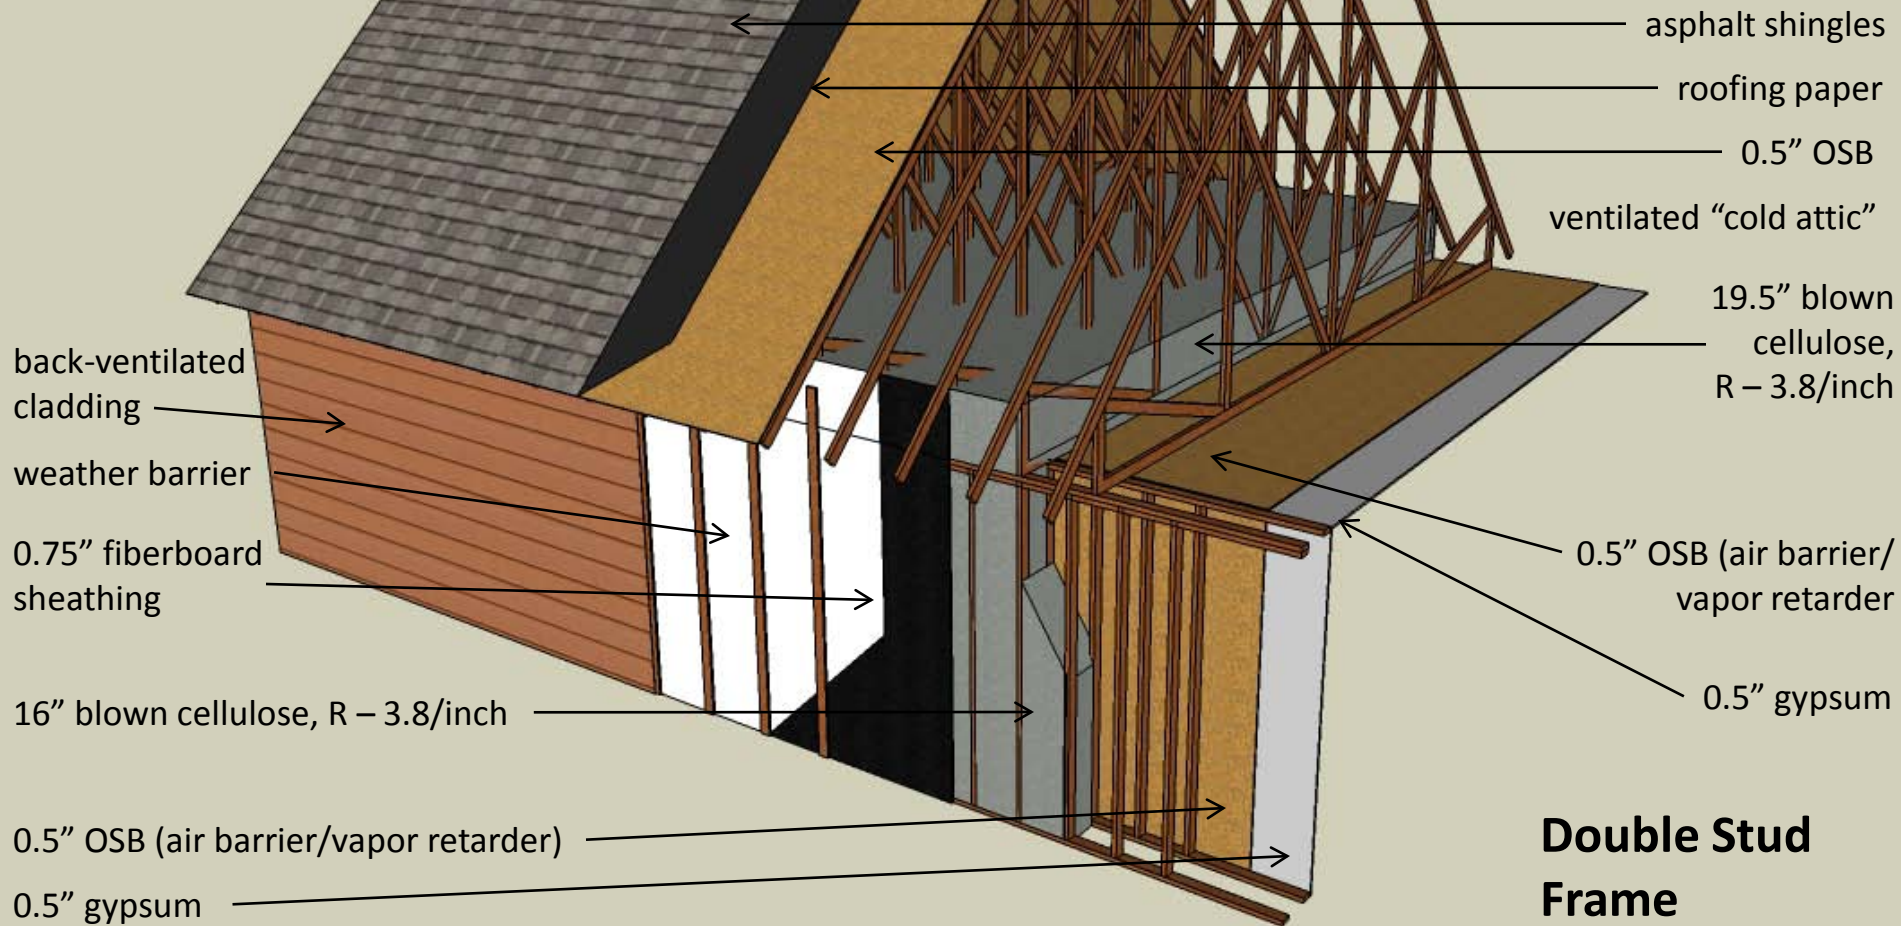 asphalt shingles
roofing paper
0.5” OSB
ventilated “cold attic”
19.5” blown
cellulose,
R – 3.8/inch
back-ventilated
cladding
weather barrier
0.75” fiberboard
sheathing
0.5” OSB (air barrier/
vapor retarder
0.5” gypsum
16” blown cellulose, R – 3.8/inch
0.5” OSB (air barrier/vapor retarder)
0.5” gypsum
Double Stud
Frame